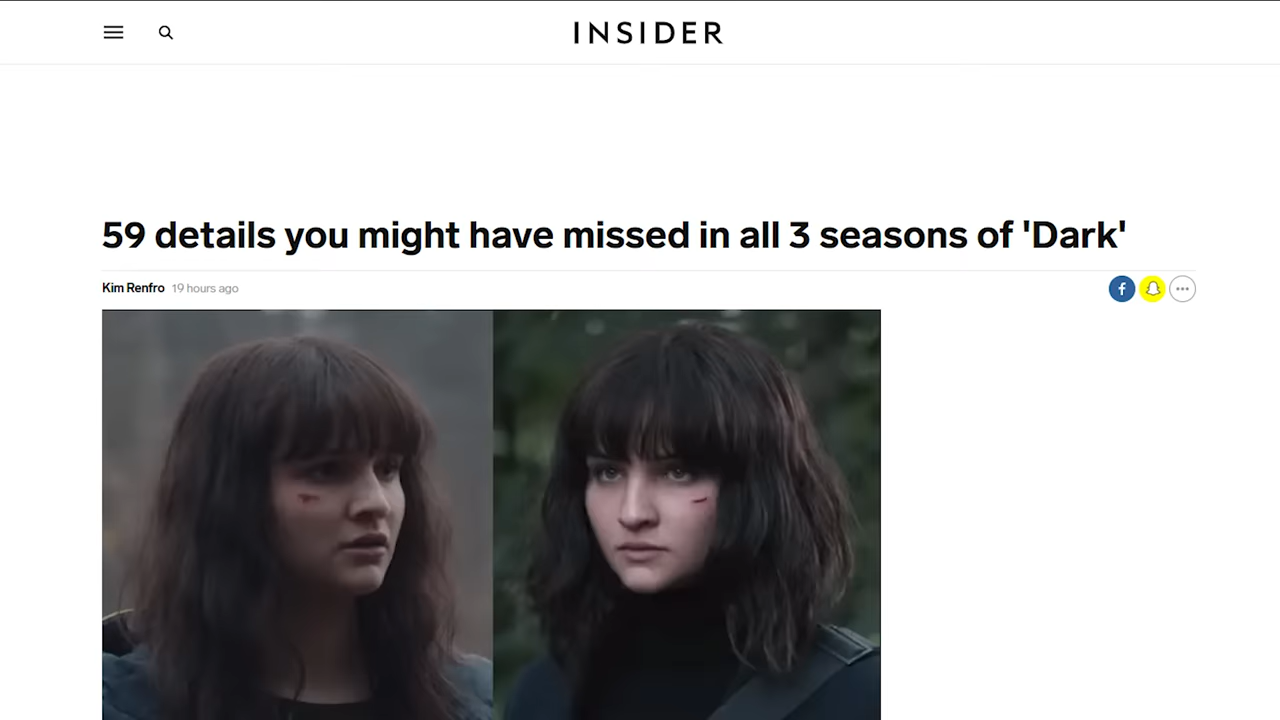 INSIDER
59 details you might have missed in all 3 seasons of 'Dark'
Kim Renfro 19 hours ago